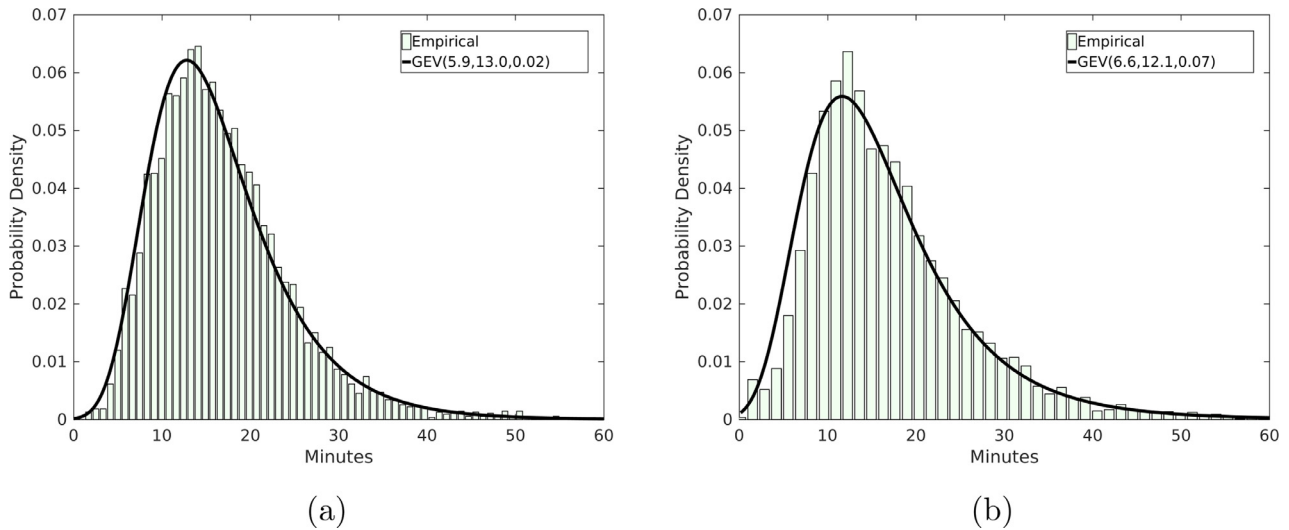 0.07
0.06
0.05
0.04
0.03
0.02
0.01
0
Probability Density
Empirical
GEV(5.9,13.0,0.02)
0 10 20 30 40 50 60
Minutes
(a)
0.07
0.06
0.05
0.04
0.03
0.02
0.01
0
Probability Density
Empirical
GEV(6.6,12.1,0.07)
0 10 20 30 40 50 60
Minutes
(b)